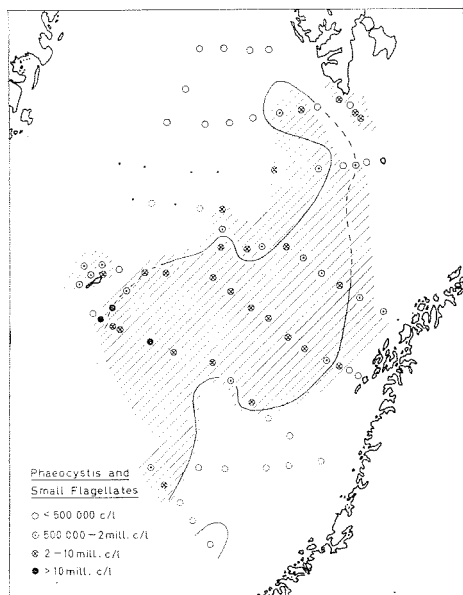 Phaeocystis and
Small Flagellates
○ < 500 000 c/l
⊙ 500 000 – 2 mill. c/l
⊗ 2 – 10 mill. c/l
● > 10 mill. c/l